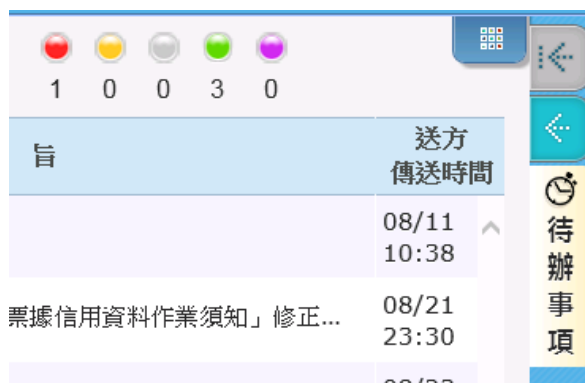 1 0 0 3 0
旨
送方
傳送時間
08/11
10:38
票據信用資料作業須知」修正...
08/21
23:30
待辦事項